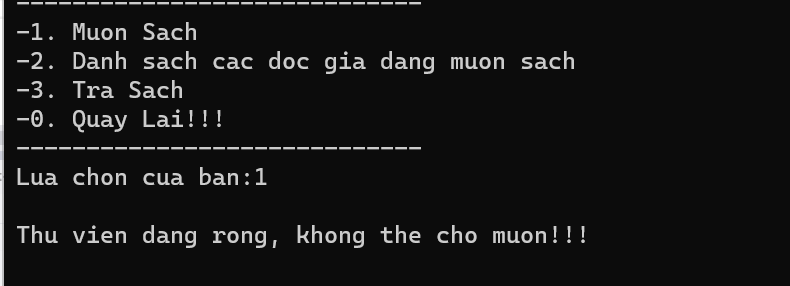 -----------------------------
-1. Muon Sach
-2. Danh sach cac doc gia dang muon sach
-3. Tra Sach
-0. Quay Lai!!!
-----------------------------
Lua chon cua ban:1
Thu vien dang rong, khong the cho muon!!!